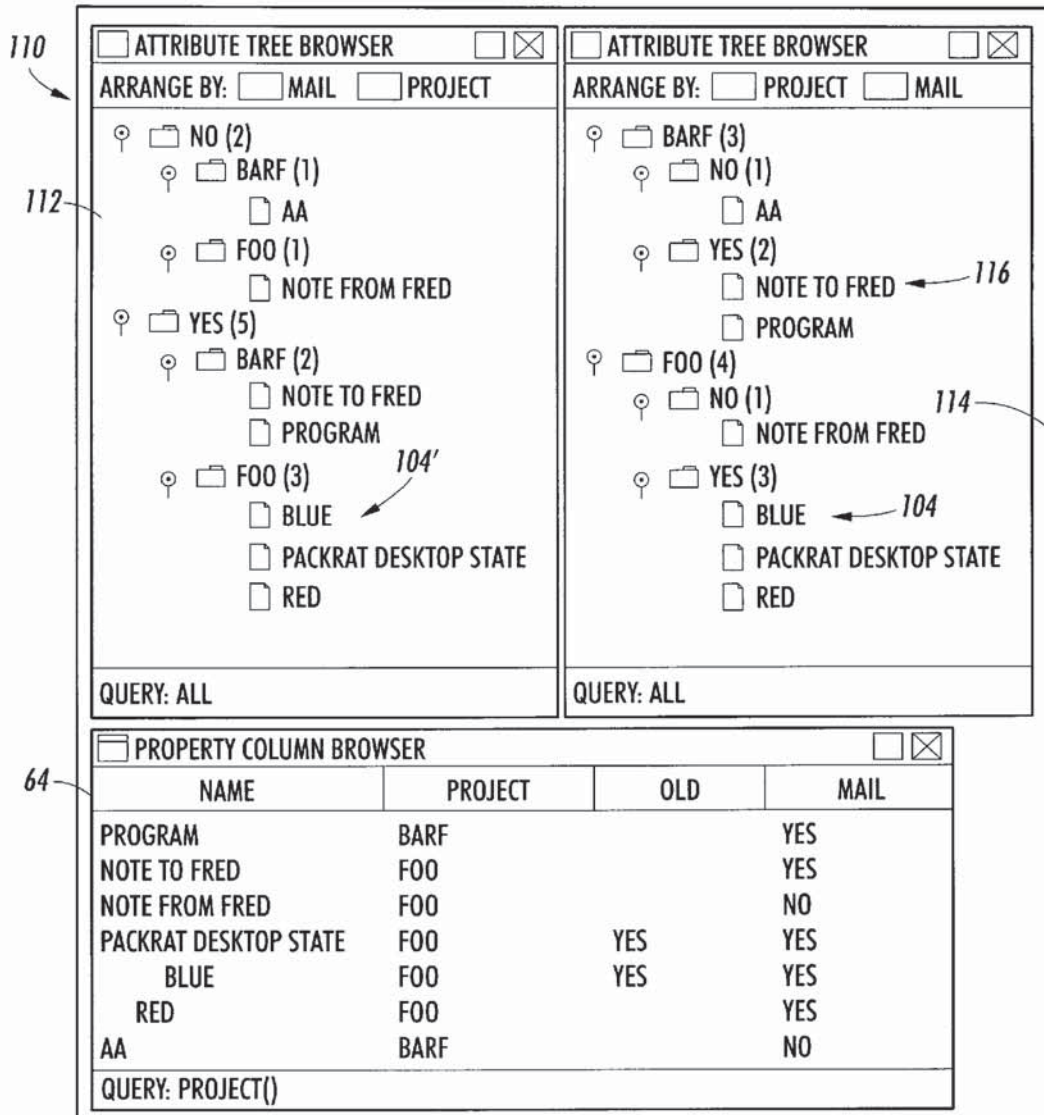 110
ATTRIBUTE TREE BROWSER
ARRANGE BY: MAIL PROJECT
NO (2)
BARF (1)
112
AA
FOO (1)
NOTE FROM FRED
YES (5)
BARF (2)
NOTE TO FRED
PROGRAM
FOO (3)
104'
BLUE
PACKRAT DESKTOP STATE
RED
QUERY: ALL
ATTRIBUTE TREE BROWSER
ARRANGE BY: PROJECT MAIL
BARF (3)
NO (1)
AA
YES (2)
NOTE TO FRED
116
PROGRAM
FOO (4)
NO (1)
114
NOTE FROM FRED
YES (3)
BLUE
104
PACKRAT DESKTOP STATE
RED
QUERY: ALL
PROPERTY COLUMN BROWSER
64
NAME PROJECT OLD MAIL
PROGRAM BARF YES
NOTE TO FRED FOO YES
NOTE FROM FRED FOO NO
PACKRAT DESKTOP STATE FOO YES YES
BLUE FOO YES YES
RED FOO YES
AA BARF NO
QUERY: PROJECT()